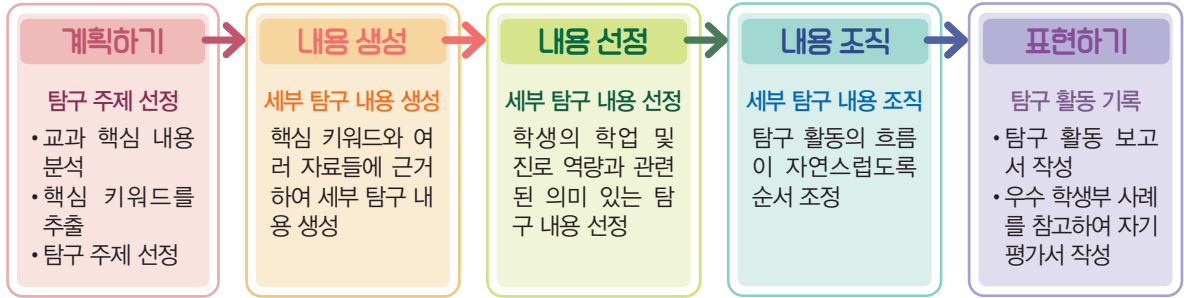 계획하기
탐구 주제 선정
• 교과 핵심 내용
분석
• 핵심 키워드를
추출
• 탐구 주제 선정
내용 생성
세부 탐구 내용 생성
핵심 키워드와 여
러 자료들에 근거
하여 세부 탐구 내
용 생성
내용 선정
세부 탐구 내용 선정
학생의 학업 및
진로 역량과 관련
된 의미 있는 탐
구 내용 선정
내용 조직
세부 탐구 내용 조직
탐구 활동의 흐름
이 자연스럽도록
순서 조정
표현하기
탐구 활동 기록
• 탐구 활동 보고
서 작성
• 우수 학생부 사례
를 참고하여 자기
평가서 작성